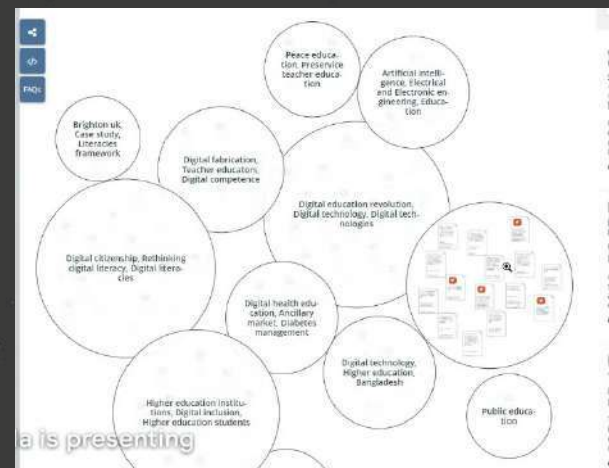 </>
FAQs
Peace educa-
tion, Preservice
teacher educa-
tion
Artificial intelli-
gence, Electrical
and Electronic en-
gineering, Educa-
tion
Brighton uk,
Case study,
Literacies
framework
Digital fabrication,
Teacher educators,
Digital competence
Digital education revolution,
Digital technology, Digital tech-
nologies
Digital citizenship, Rethinking
digital literacy, Digital litera-
cies
Digital health edu-
cation, Ancillary
market, Diabetes
management
Digital technology,
Higher education,
Bangladesh
Higher education institu-
tions, Digital inclusion,
Higher education students
Public educa-
tion
a is presenting